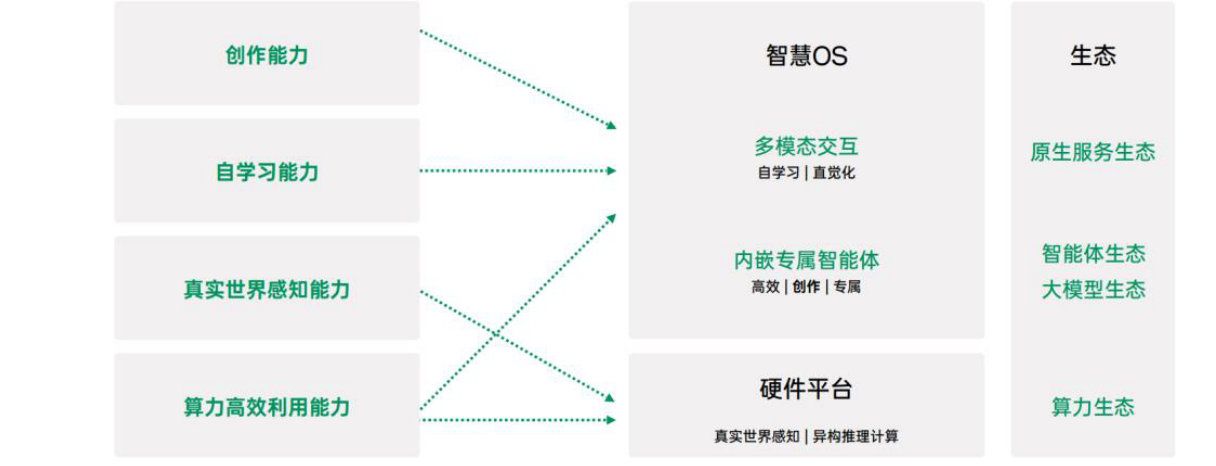 创作能力
自学习能力
真实世界感知能力
算力高效利用能力
智慧OS
多模态交互
自学习 | 直觉化
内嵌专属智能体
高效 | 创作 | 专属
硬件平台
真实世界感知 | 异构推理计算
生态
原生服务生态
智能体生态
大模型生态
算力生态